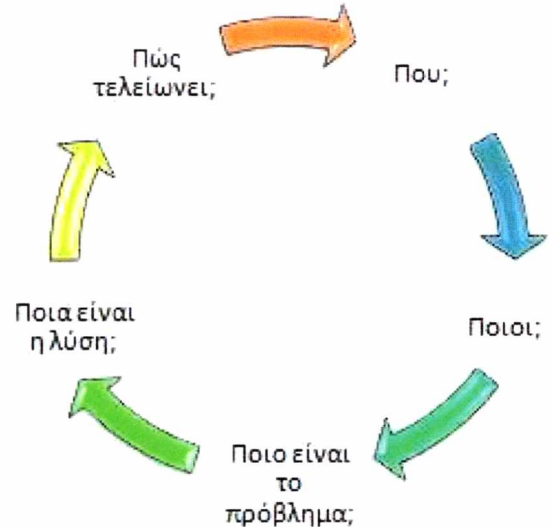 Πώς
τελείωνει;
Που;
Ποιοι;
Ποιο είναι
το
πρόβλημα;
Ποια είναι
η λύση;